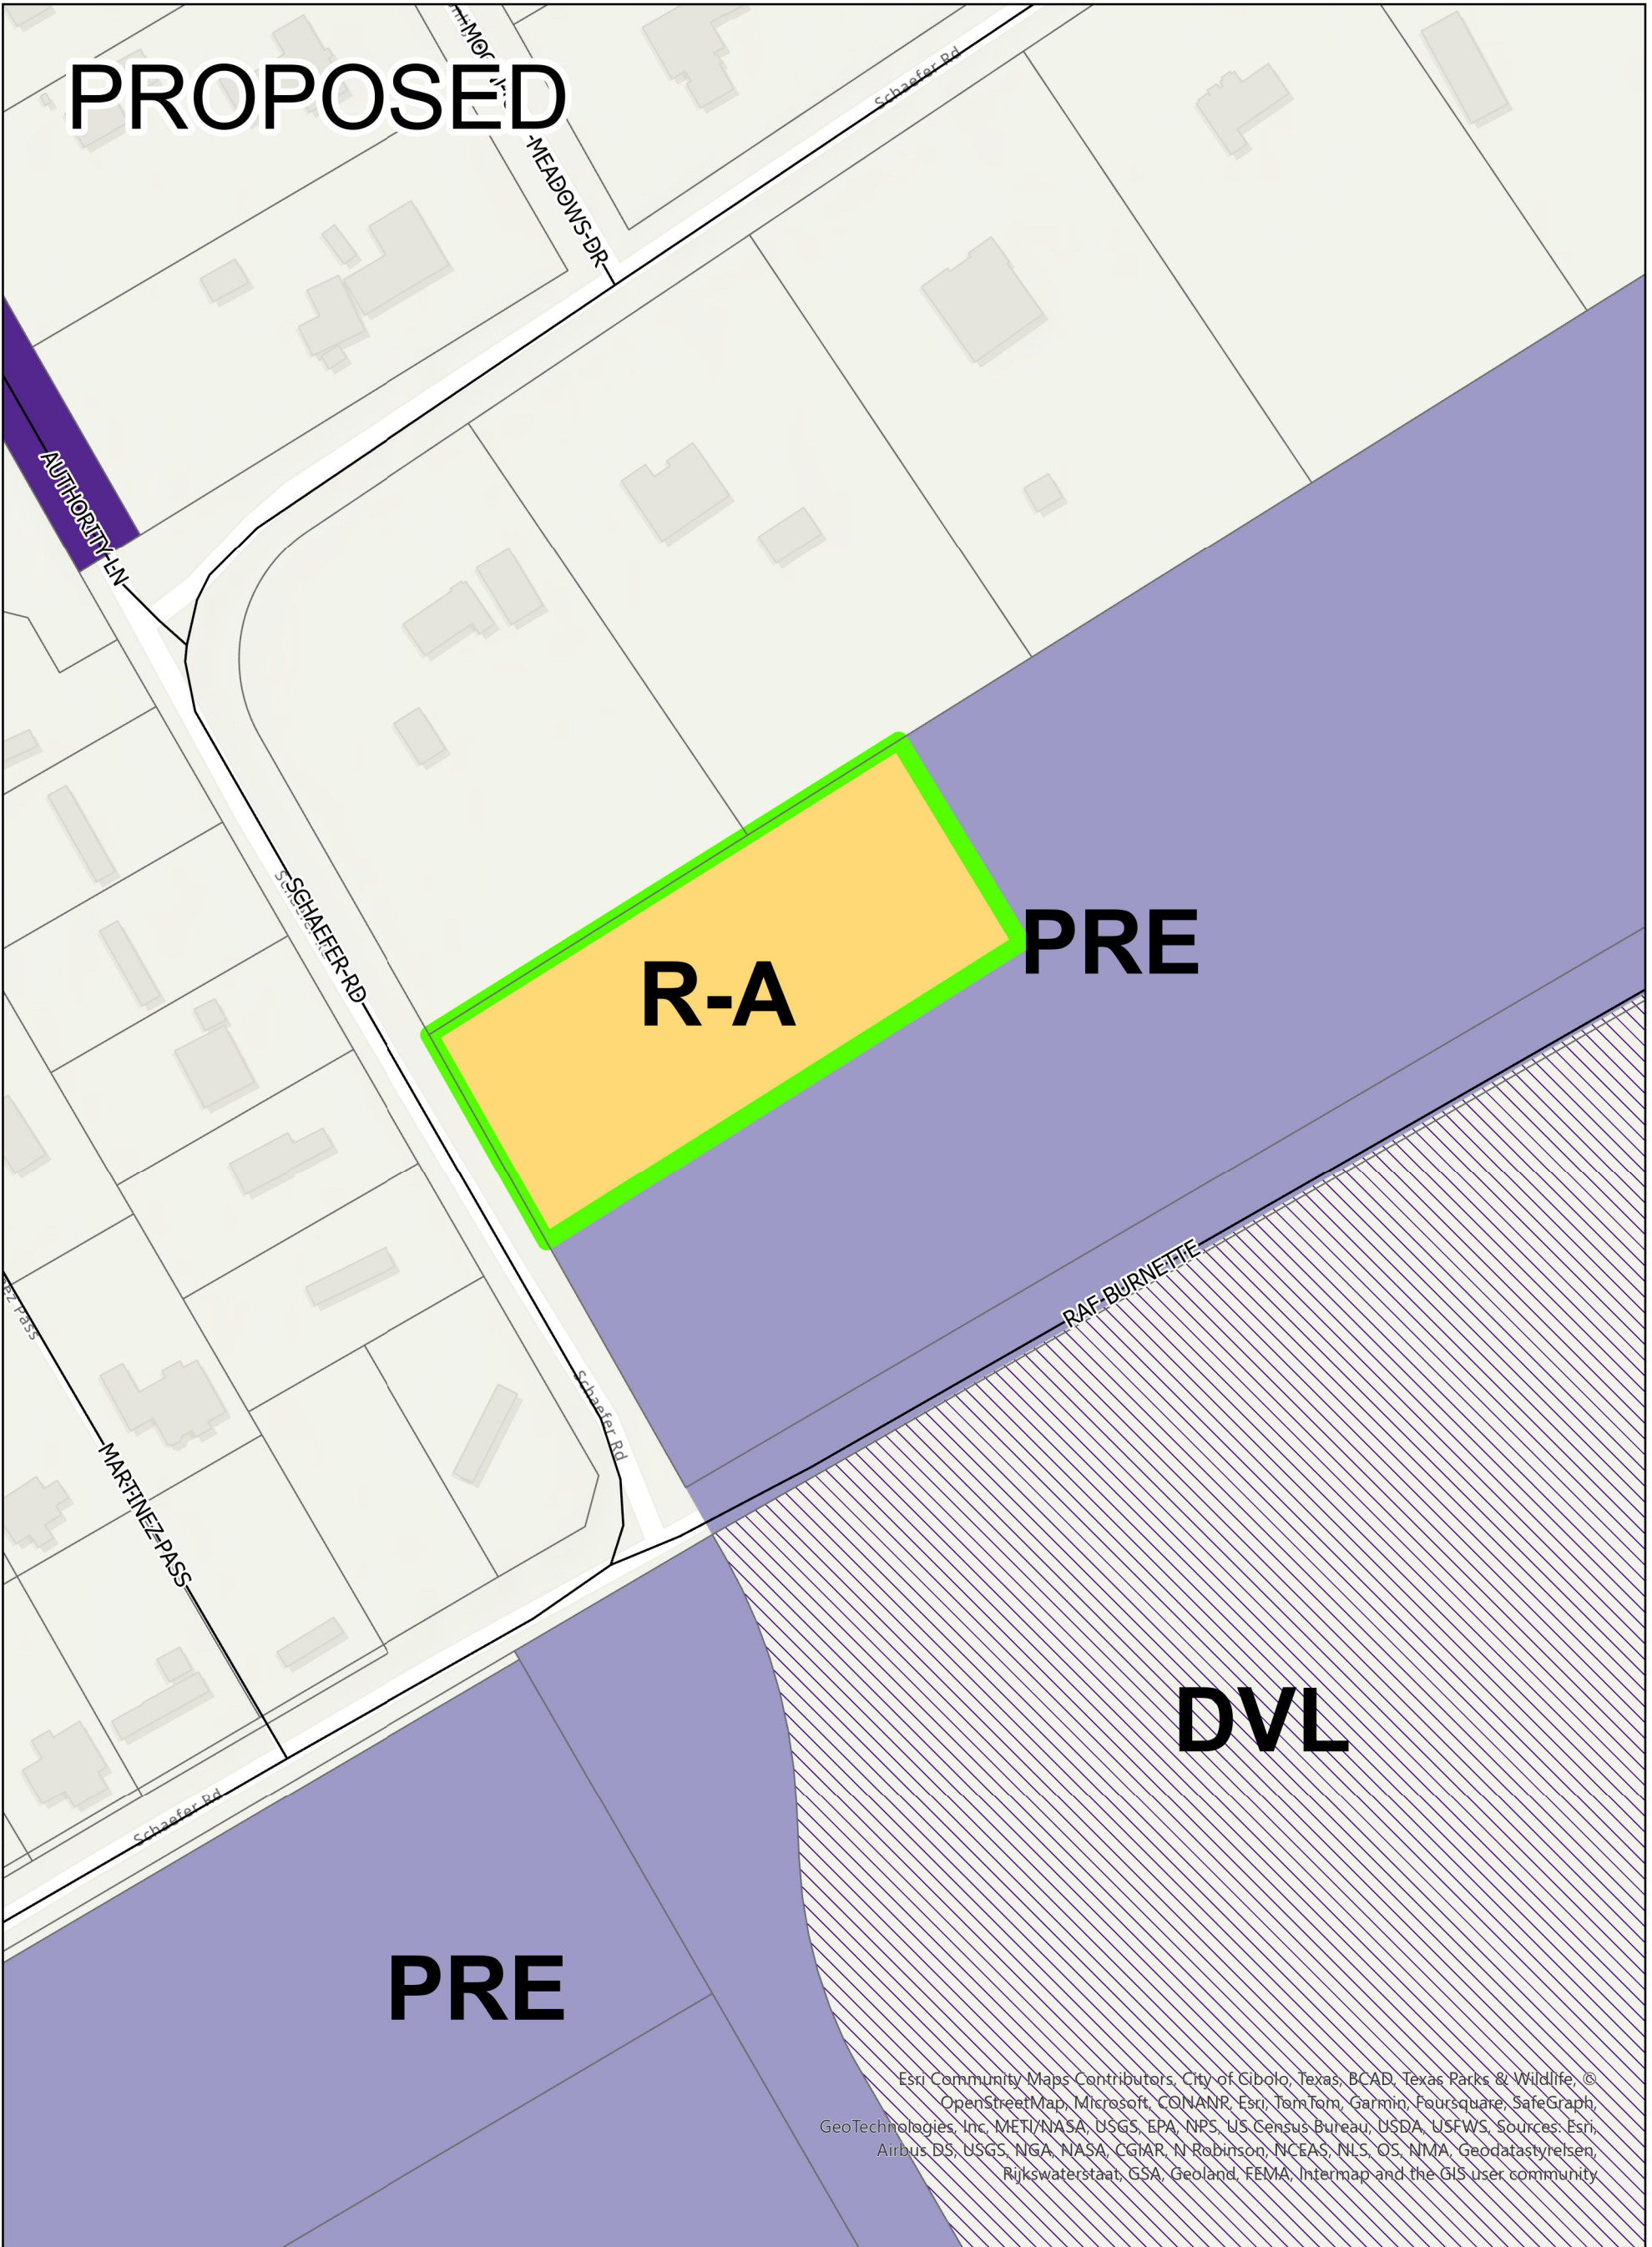 PROPOSED
MEADOWS-DR
Schaefer Rd
AUTHORITY-LN
SCHAEFER-RD
R-A
PRE
RAF-BURNETTE
Schaefer Rd
Pass
MARTINEZ-PASS
DVL
Schaefer Rd
PRE
Esri Community Maps Contributors, City of Cibolo, Texas, BCAD, Texas Parks & Wildlife, ©
OpenStreetMap, Microsoft, CONANR, Esri, TomTom, Garmin, Foursquare, SafeGraph,
GeoTechnologies, Inc, METI/NASA, USGS, EPA, NPS, US Census Bureau, USDA, USFWS, Sources: Esri,
Airbus DS, USGS, NGA, NASA, CGIAR, N Robinson, NCEAS, NLS, OS, NMA, Geodatastyrelsen,
Rijkswaterstaat, GSA, Geoland, FEMA, Intermap and the GIS user community